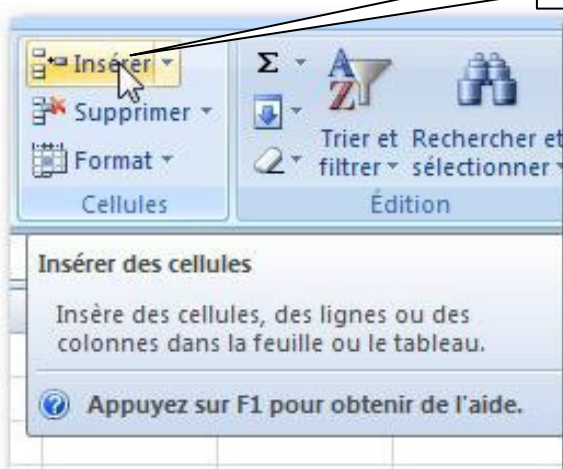 Insérer
Supprimer
Format
Cellules
Σ
Trier et
filtrer
Rechercher et
sélectionner
Édition
Insérer des cellules
Insère des cellules, des lignes ou des
colonnes dans la feuille ou le tableau.
Appuyez sur F1 pour obtenir de l'aide.